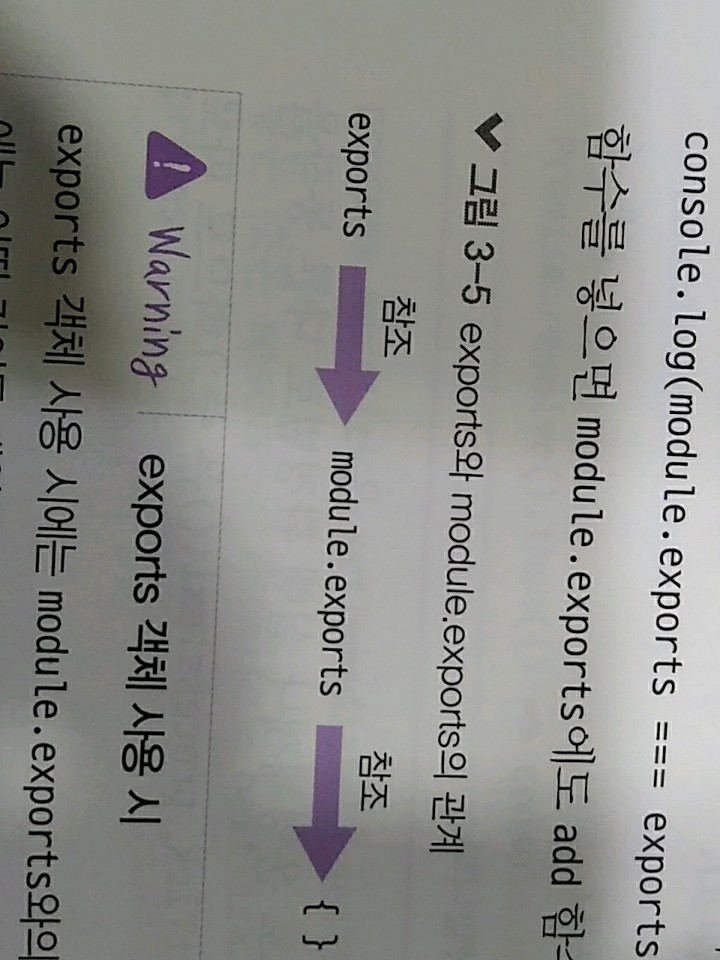 console.log(module.exports === exports
함수를 넣으면 module.exports에도 add
그림 3-5 exports와 module.exports의 관계
참조 참조
exports module.exports { }
Warning exports 객체 사용 시
exports 객체 사용 시에는 module.exports와의